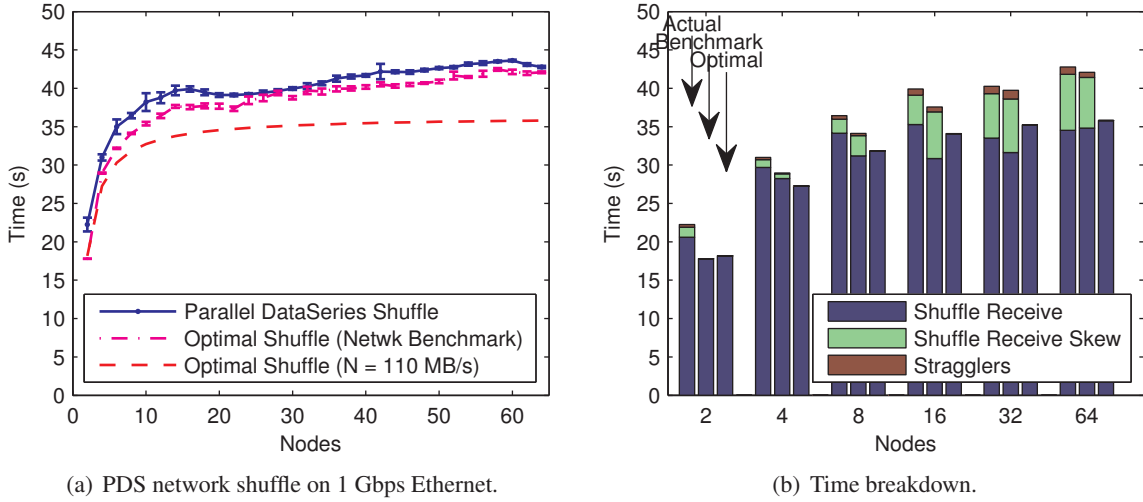 50
45
40
35
30
25
20
15
10
5
0
Time (s)
Parallel DataSeries Shuffle
Optimal Shuffle (Netwk Benchmark)
Optimal Shuffle (N = 110 MB/s)
0 10 20 30 40 50 60
Nodes
(a) PDS network shuffle on 1 Gbps Ethernet.
50
45
40
35
30
25
20
15
10
5
0
Time (s)
Actual
Benchmark
Optimal
Shuffle Receive
Shuffle Receive Skew
Stragglers
2 4 8 16 32 64
Nodes
(b) Time breakdown.